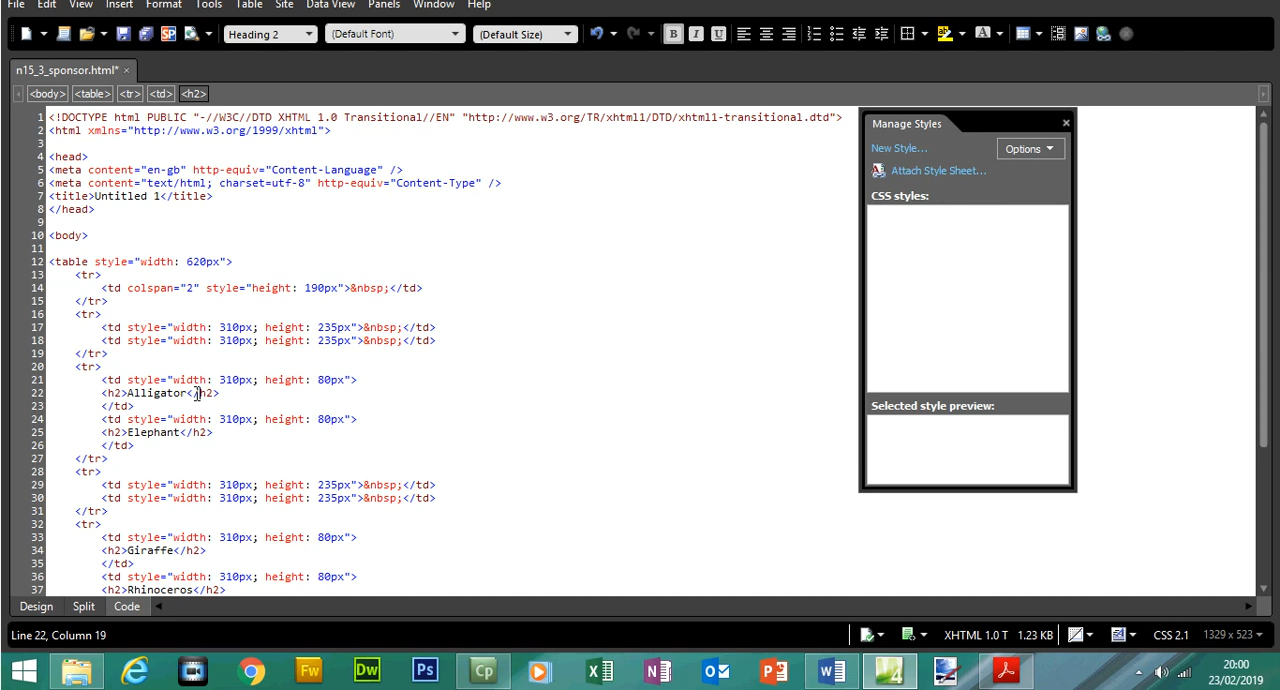 File Edit View Insert Format Tools Table Site Data View Panels Window Help
Heading 2 (Default Font) (Default Size) B I U A
n15_3_sponsor.html* ×
<body> <table> <tr> <td> <h2>
1 <!DOCTYPE html PUBLIC "-//W3C//DTD XHTML 1.0 Transitional//EN" "http://www.w3.org/TR/xhtml1/DTD/xhtml1-transitional.dtd">
2 <html xmlns="http://www.w3.org/1999/xhtml">
3
4 <head>
5 <meta content="en-gb" http-equiv="Content-Language" />
6 <meta content="text/html; charset=utf-8" http-equiv="Content-Type" />
7 <title>Untitled 1</title>
8 </head>
9
10 <body>
11
12 <table style="width: 620px">
13 <tr>
14 <td colspan="2" style="height: 190px">&nbsp;</td>
15 </tr>
16 <tr>
17 <td style="width: 310px; height: 235px">&nbsp;</td>
18 <td style="width: 310px; height: 235px">&nbsp;</td>
19 </tr>
20 <tr>
21 <td style="width: 310px; height: 80px">
22 <h2>Alligator</h2>
23 </td>
24 <td style="width: 310px; height: 80px">
25 <h2>Elephant</h2>
26 </td>
27 </tr>
28 <tr>
29 <td style="width: 310px; height: 235px">&nbsp;</td>
30 <td style="width: 310px; height: 235px">&nbsp;</td>
31 </tr>
32 <tr>
33 <td style="width: 310px; height: 80px">
34 <h2>Giraffe</h2>
35 </td>
36 <td style="width: 310px; height: 80px">
37 <h2>Rhinoceros</h2>
Manage Styles ×
New Style... Options
Attach Style Sheet...
CSS styles:
Selected style preview:
Design Split Code
Line 22, Column 19 XHTML 1.0 T 1.23 KB CSS 2.1 1329 x 523
Fw Dw Ps Cp X N O P W 4
20:00
23/02/2019